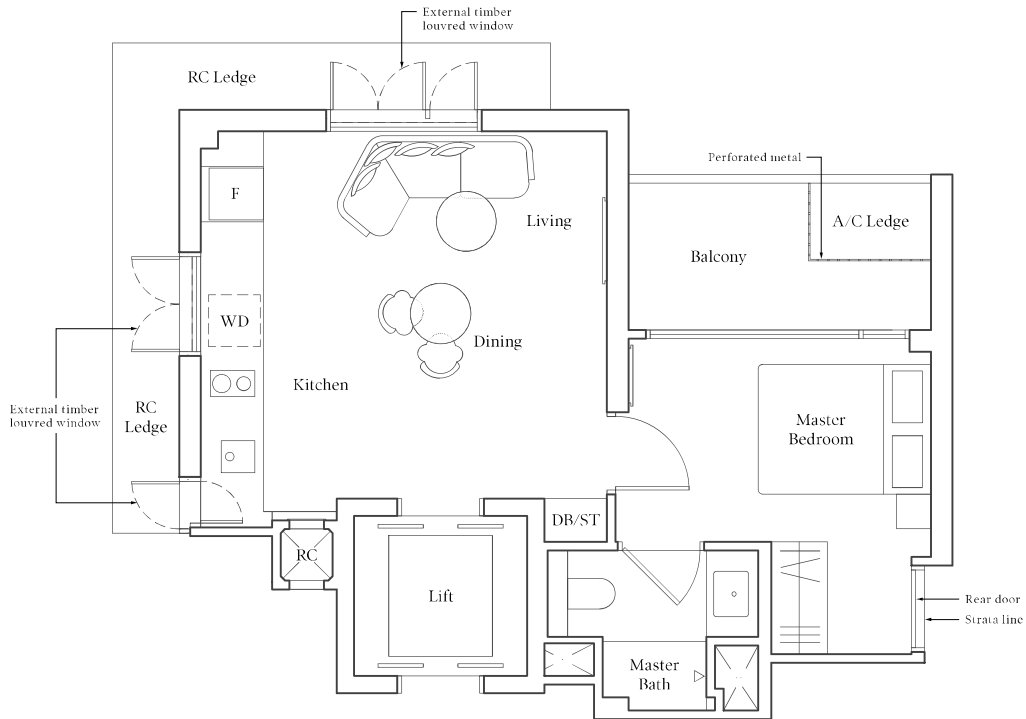 External timber
louvred window
RC Ledge
Perforated metal
F
Living
A/C Ledge
Balcony
WD
Dining
Kitchen
External timber
louvred window
RC
Ledge
Master
Bedroom
DB/ST
RC
Lift
Rear door
Strata line
Master
Bath